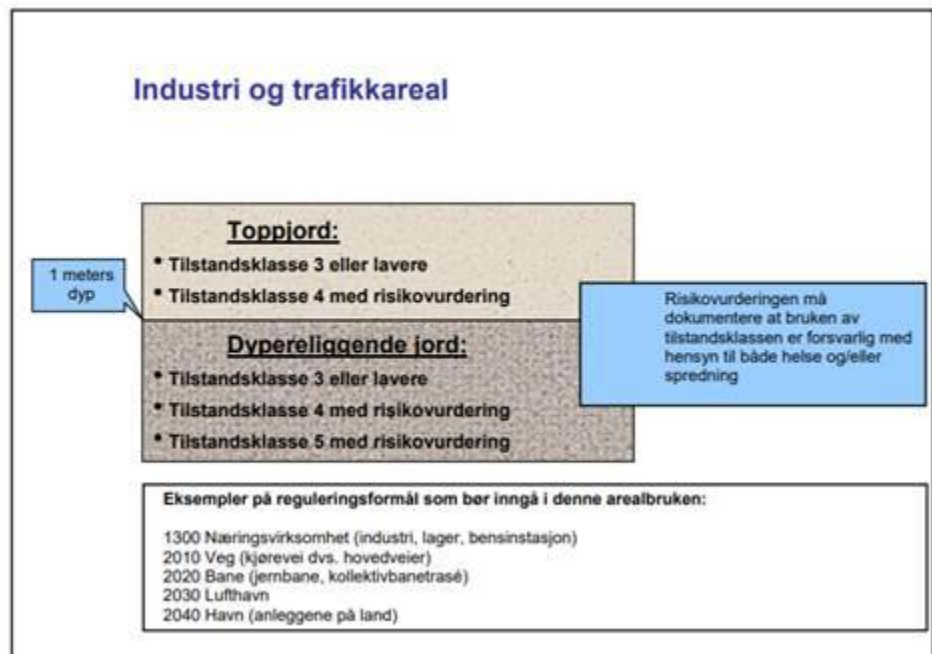 Industri og trafikkareal
Toppjord:
• Tilstandsklasse 3 eller lavere
• Tilstandsklasse 4 med risikovurdering
1 meters
dyp
Dypereliggende jord:
• Tilstandsklasse 3 eller lavere
• Tilstandsklasse 4 med risikovurdering
• Tilstandsklasse 5 med risikovurdering
Risikovurderingen må
dokumentere at bruken av
tilstandsklassen er forsvarlig med
hensyn til både helse og/eller
spredning
Eksempler på reguleringsformål som bør inngå i denne arealbruken:
1300 Næringsvirksomhet (industri, lager, bensinstasjon)
2010 Veg (kjørevei dvs. hovedveier)
2020 Bane (jernbane, kollektivbanetrasé)
2030 Lufthavn
2040 Havn (anleggene på land)